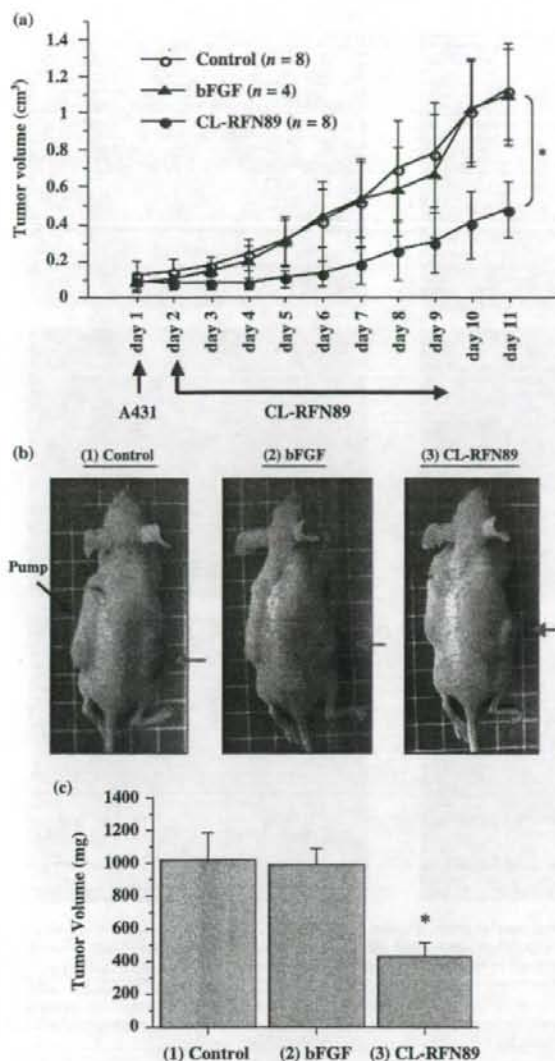 (a)
Control (n = 8)
bFGF (n = 4)
CL-RFN89 (n = 8)
Tumor volume (cm³)
1.4
1.2
1
0.8
0.6
0.4
0.2
0
*
day 1
day 2
day 3
day 4
day 5
day 6
day 7
day 8
day 9
day 10
day 11
A431
CL-RFN89
(b)
(1) Control
(2) bFGF
(3) CL-RFN89
Pump
(c)
Tumor Volume (mg)
1400
1200
1000
800
600
400
200
0
*
(1) Control
(2) bFGF
(3) CL-RFN89